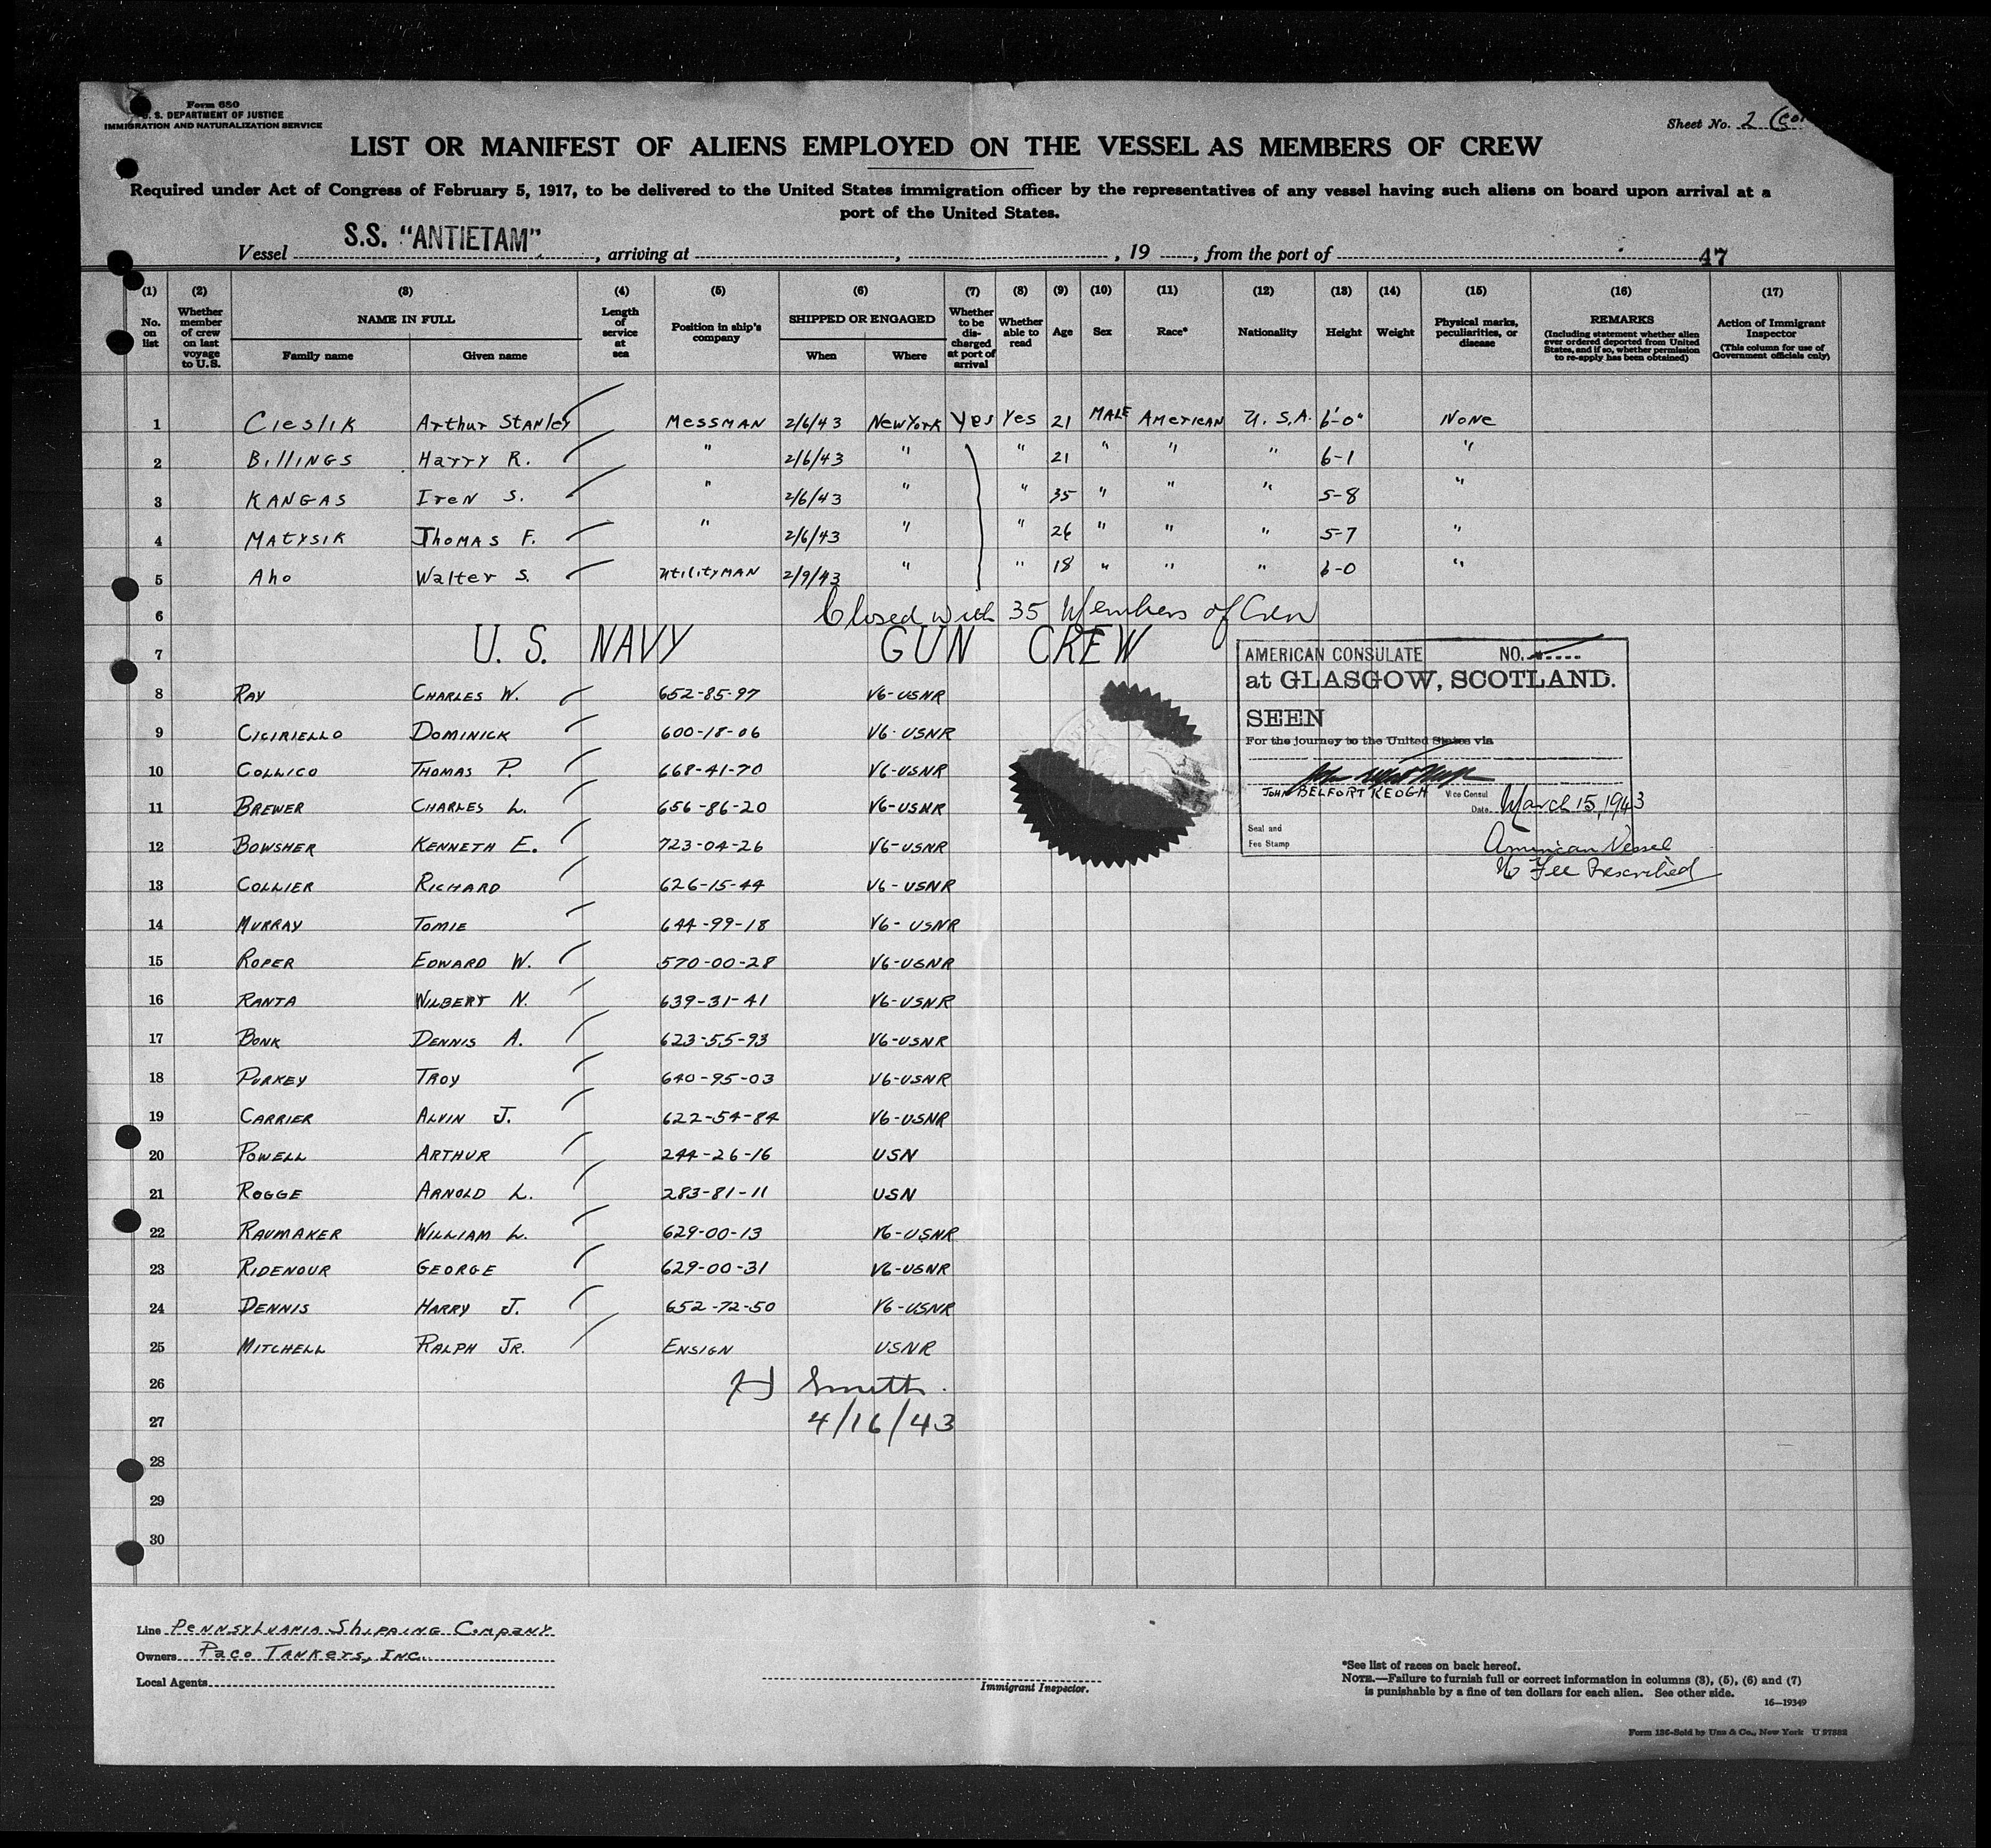 Form 680
U. S. DEPARTMENT OF JUSTICE
IMMIGRATION AND NATURALIZATION SERVICE
Sheet No. 2
LIST OR MANIFEST OF ALIENS EMPLOYED ON THE VESSEL AS MEMBERS OF CREW
Required under Act of Congress of February 5, 1917, to be delivered to the United States immigration officer by the representatives of any vessel having such aliens on board upon arrival at a
port of the United States.
Vessel S.S. "ANTIETAM", arriving at , , 19 , from the port of 47
(1) (2) (3) (4) (5) (6) (7) (8) (9) (10) (11) (12) (13) (14) (15) (16) (17)
No. on list
Whether member of crew on last voyage to U.S.
NAME IN FULL
Family name Given name
Length of service at sea
Position in ship's company
SHIPPED OR ENGAGED
When Where
Whether to be discharged at port of arrival
Whether able to read
Age
Sex
Race*
Nationality
Height
Weight
Physical marks, peculiarities, or disease
REMARKS
(Including statement whether alien ever ordered deported from United States, and if so, whether permission to re-apply has been obtained)
Action of Immigrant Inspector
(This column for use of Government officials only)
1 Cieslik Arthur Stanley Messman 2/6/43 New York Yes Yes 21 MALE American U.S.A. 6'-0" None
2 Billings Harry R. " 2/6/43 " " 21 " " " 6-1 "
3 KANGAS Iren S. " 2/6/43 " " 35 " " " 5-8 "
4 Matysik Thomas F. " 2/6/43 " " 26 " " " 5-7 "
5 Aho Walter S. utilityman 2/9/43 " " 18 " " " 6-0 "
6 Closed with 35 Members of Crew
7 U.S. NAVY GUN CREW
8 RAY CHARLES W. 652-85-97 V6-USNR
9 CICIRIELLO DOMINICK 600-18-06 V6-USNR
10 COLLICO THOMAS P. 668-41-70 V6-USNR
11 BREWER CHARLES L. 656-86-20 V6-USNR
12 BOWSHER KENNETH E. 723-04-26 V6-USNR
13 COLLIER RICHARD 626-15-44 V6-USNR
14 MURRAY TOMIE 644-99-18 V6-USNR
15 ROPER EDWARD W. 570-00-28 V6-USNR
16 RANTA WILBERT N. 639-31-41 V6-USNR
17 BONK DENNIS A. 623-55-93 V6-USNR
18 PURKEY TROY 640-95-03 V6-USNR
19 CARRIER ALVIN J. 622-54-84 V6-USNR
20 POWELL ARTHUR 244-26-16 USN
21 ROGGE ARNOLD L. 283-81-11 USN
22 RAUMAKER WILLIAM L. 629-00-13 V6-USNR
23 RIDENOUR GEORGE 629-00-31 V6-USNR
24 DENNIS HARRY J. 652-72-50 V6-USNR
25 MITCHELL RALPH JR. ENSIGN USNR
26 H Smith.
27 4/16/43
28
29
30
AMERICAN CONSULATE NO.
at GLASGOW, SCOTLAND.
SEEN
For the journey to the United States via
JOHN BELFORT KEOGH Vice Consul
Date March 15, 1943
Seal and
Fee Stamp
American Vessel
No Fee Prescribed
Line Pennsylvania Shipping Company
Owners Paco Tankers, Inc.
Local Agents
Immigrant Inspector.
*See list of races on back hereof.
NOTE.—Failure to furnish full or correct information in columns (3), (5), (6) and (7)
is punishable by a fine of ten dollars for each alien. See other side.
16—19349
Form 136-Sold by Unz & Co., New York U 97882